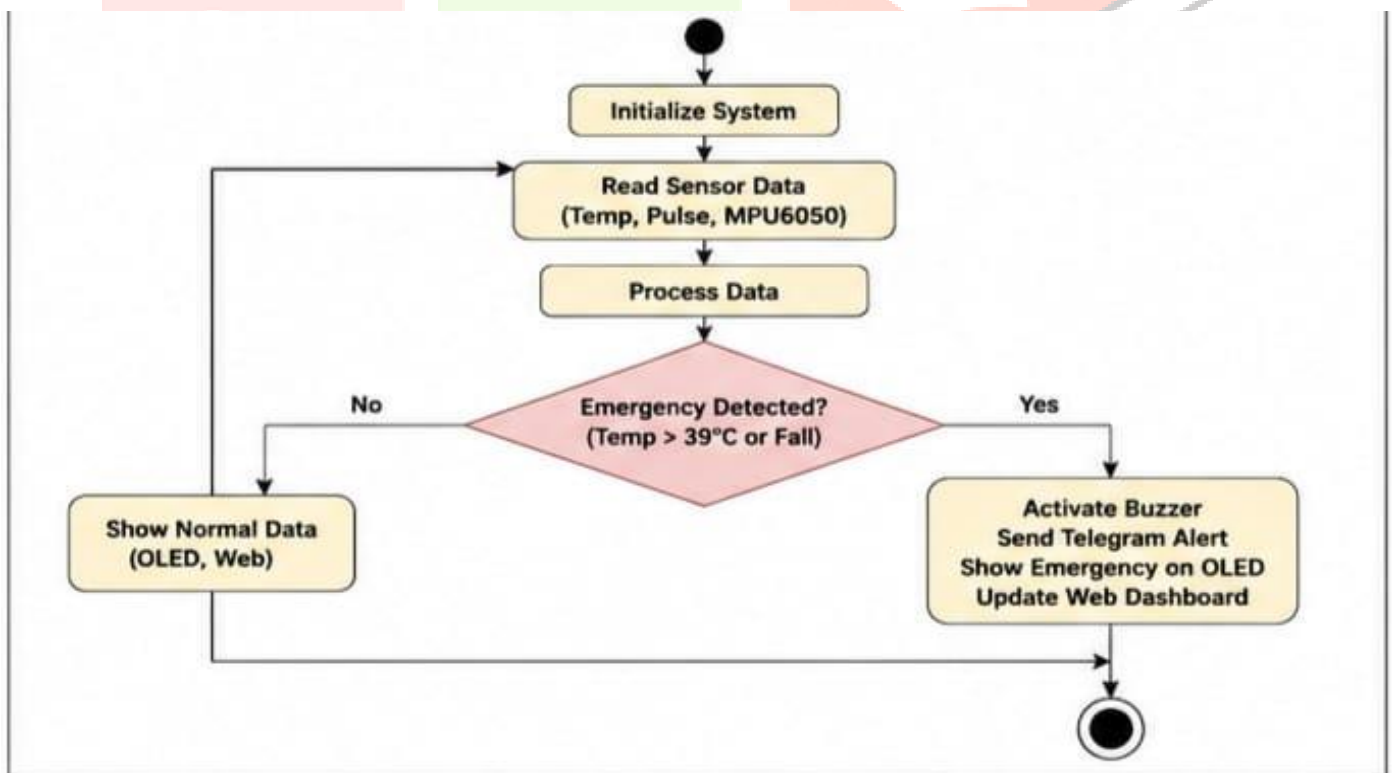 Initialize System
Read Sensor Data
(Temp, Pulse, MPU6050)
Process Data
Emergency Detected?
(Temp > 39°C or Fall)
No
Yes
Show Normal Data
(OLED, Web)
Activate Buzzer
Send Telegram Alert
Show Emergency on OLED
Update Web Dashboard